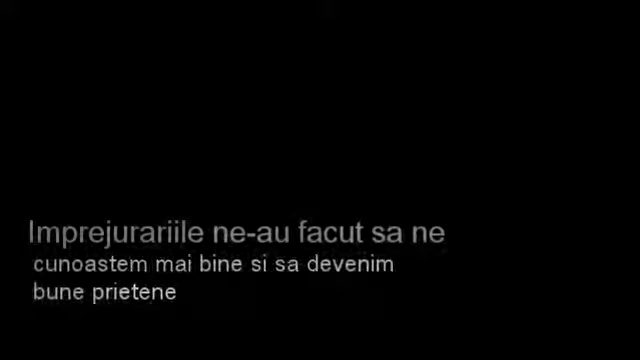 Imprejurariile ne-au facut sa ne
cunoastem mai bine si sa devenim
bune prietene